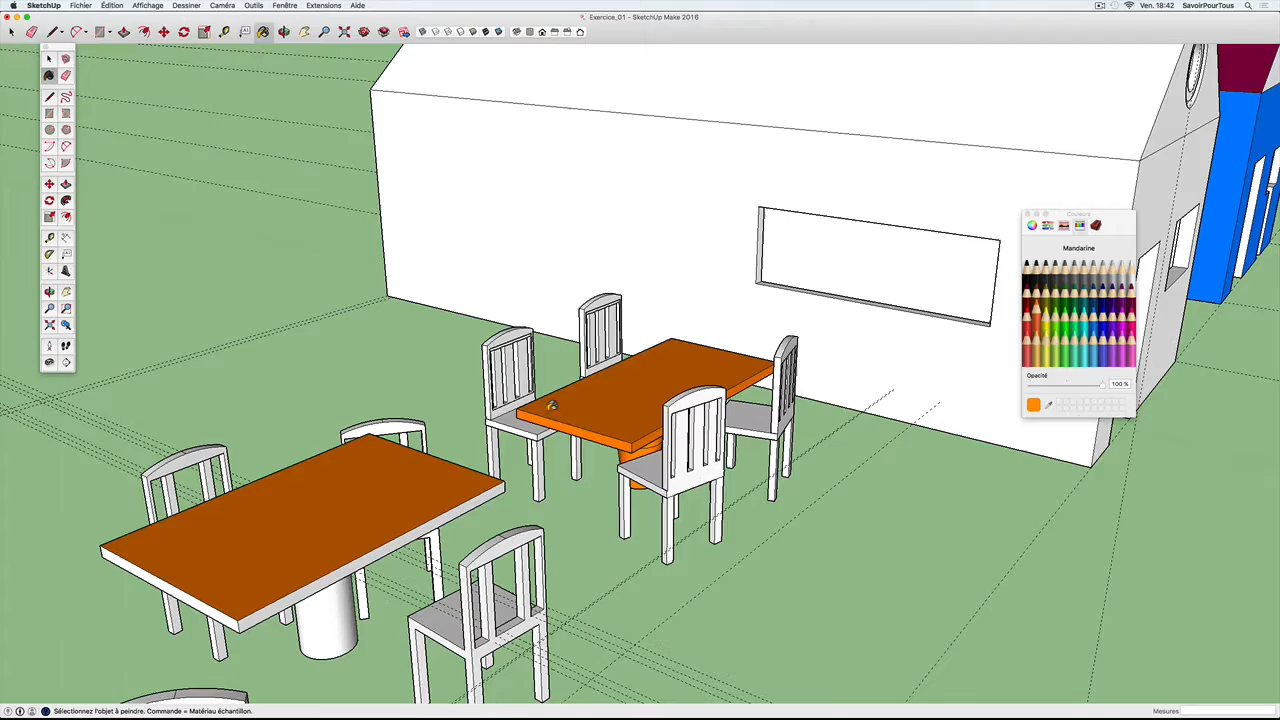 SketchUp Fichier Édition Affichage Dessiner Caméra Outils Fenêtre Extensions Aide Ven. 18:42 SavoirPourTous
Exercice_01 - SketchUp Make 2016
Couleurs
Mandarine
Opacité
100 %
Sélectionnez l'objet à peindre. Commande = Matériau échantillon.
Mesures